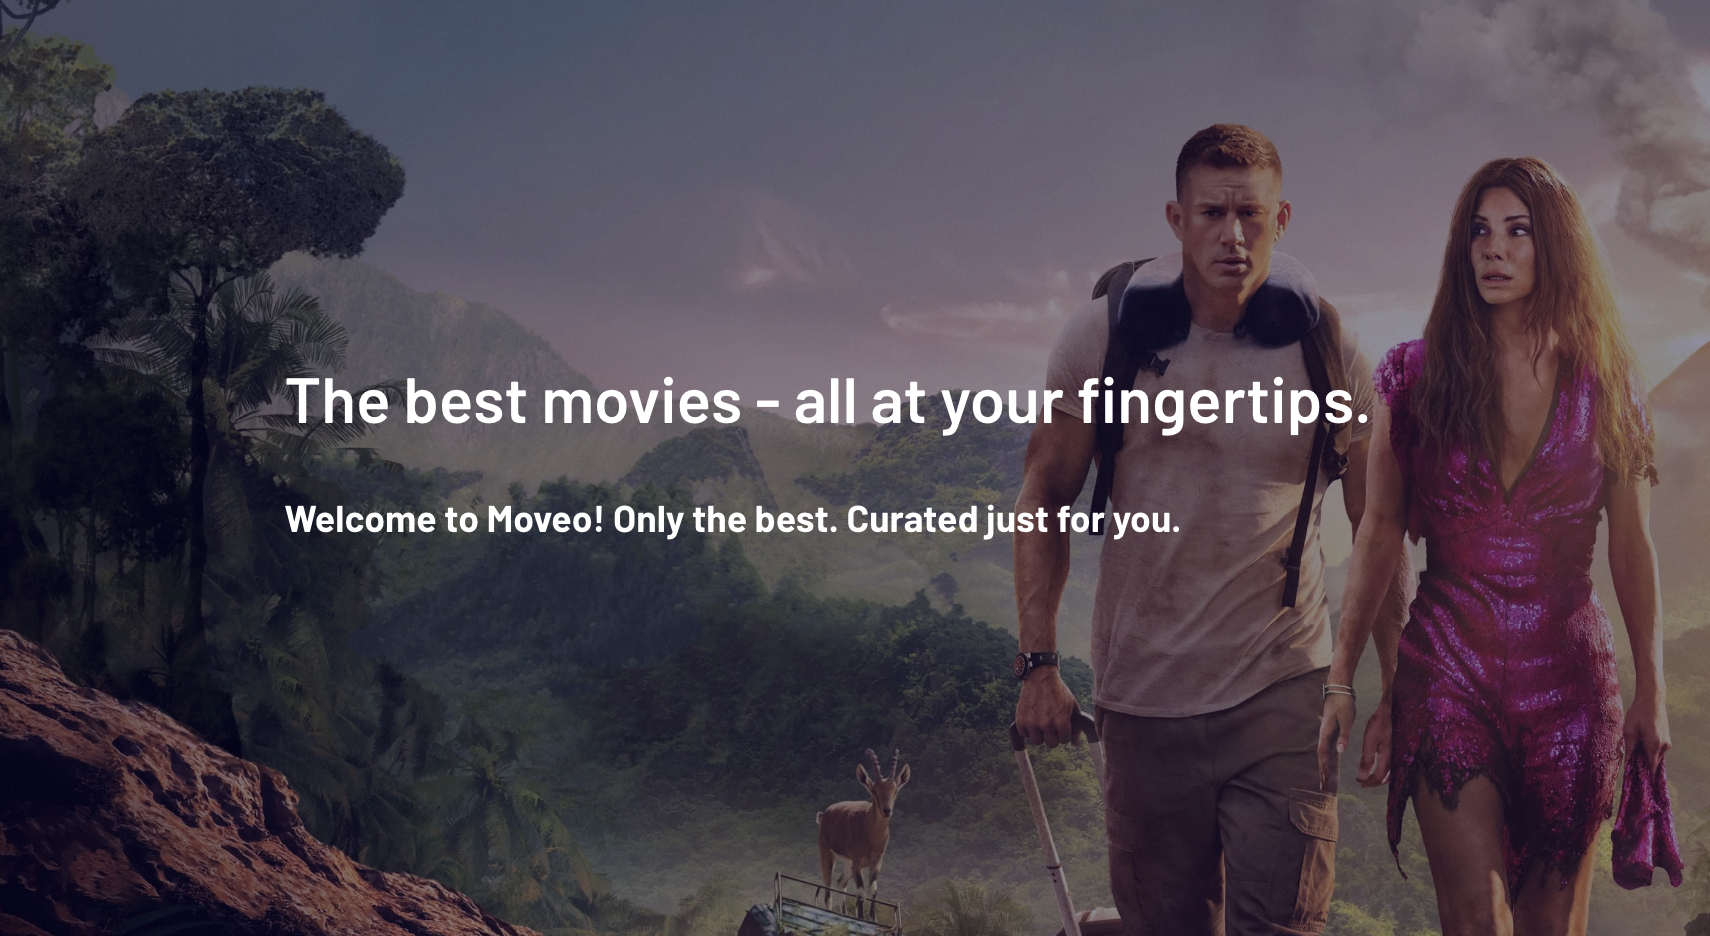 The best movies - all at your fingertips.
Welcome to Moveo! Only the best. Curated just for you.